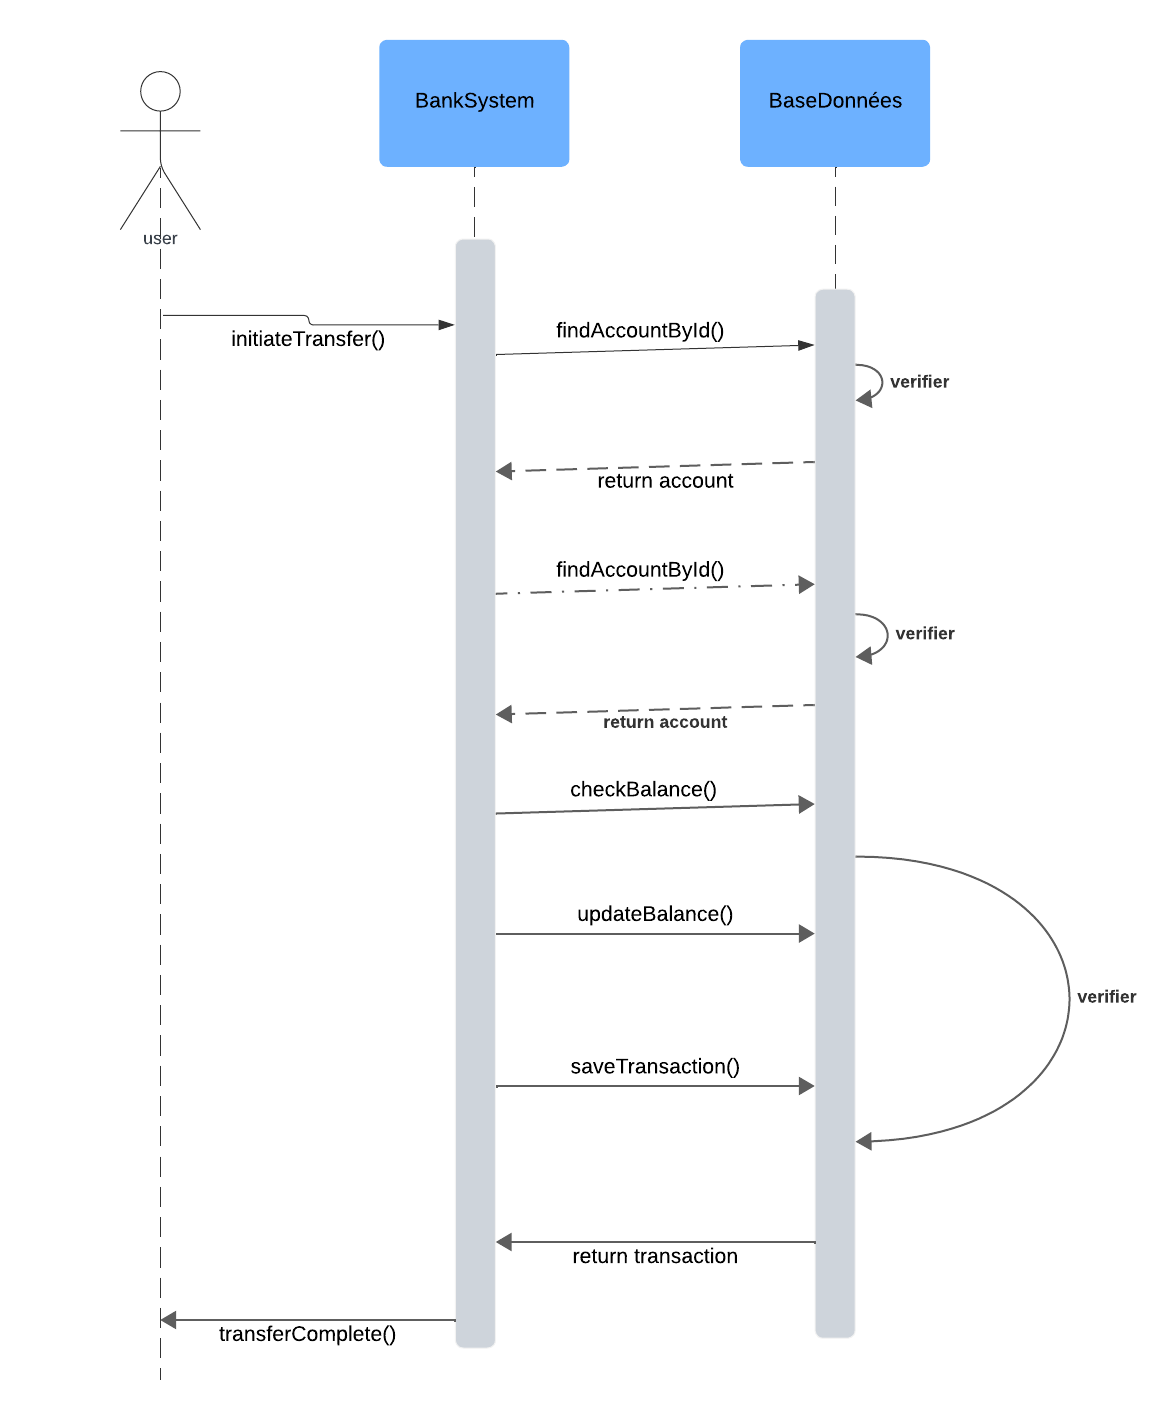 BankSystem
BaseDonnées
user
initiateTransfer()
findAccountById()
verifier
return account
findAccountById()
verifier
return account
checkBalance()
updateBalance()
verifier
saveTransaction()
return transaction
transferComplete()